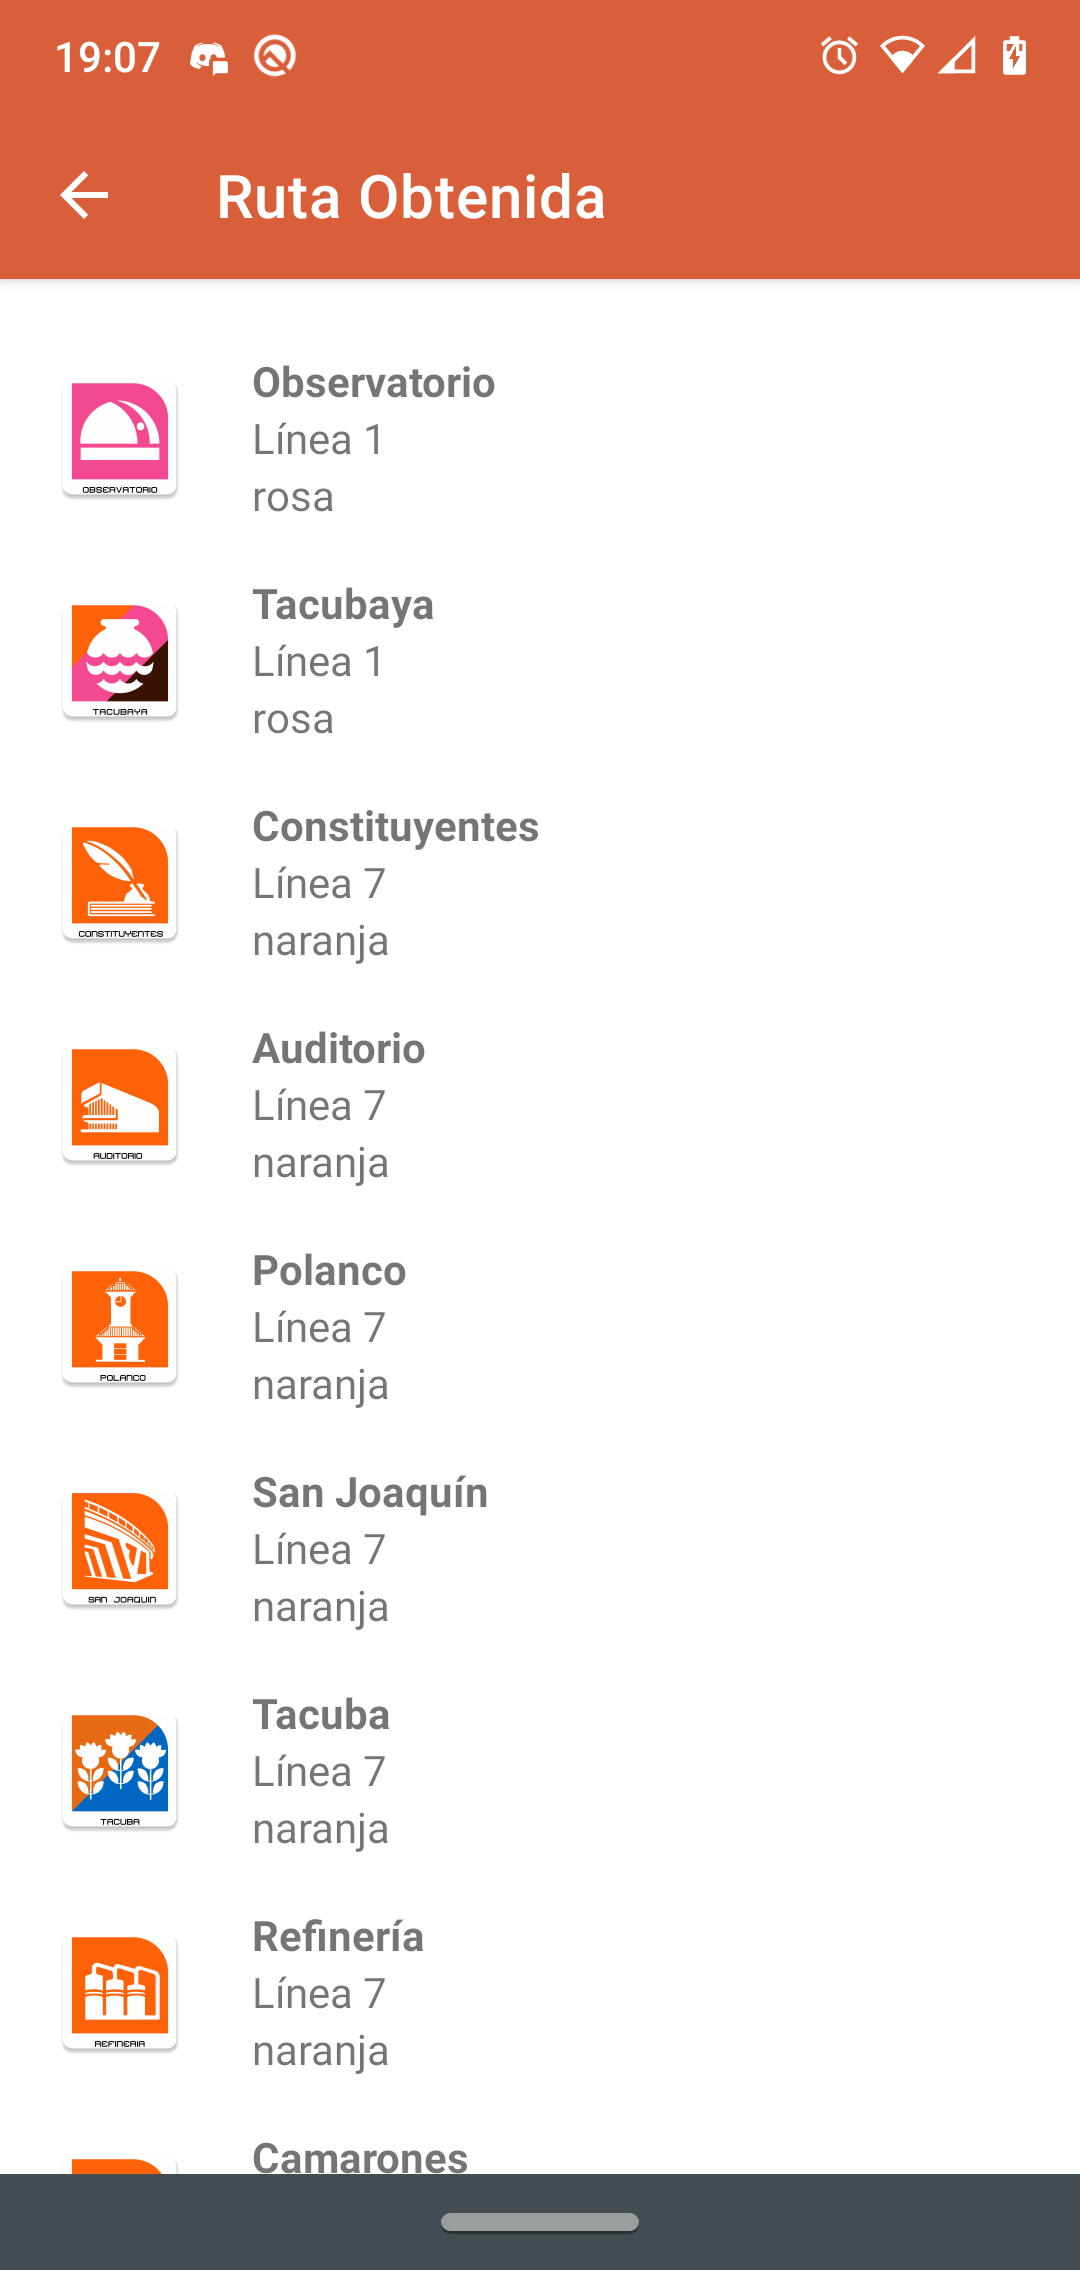 19:07
Ruta Obtenida
Observatorio
Línea 1
rosa
OBSERVATORIO
Tacubaya
Línea 1
rosa
TACUBAYA
Constituyentes
Línea 7
naranja
CONSTITUYENTES
Auditorio
Línea 7
naranja
AUDITORIO
Polanco
Línea 7
naranja
POLANCO
San Joaquín
Línea 7
naranja
SAN JOAQUIN
Tacuba
Línea 7
naranja
TACUBA
Refinería
Línea 7
naranja
REFINERIA
Camarones